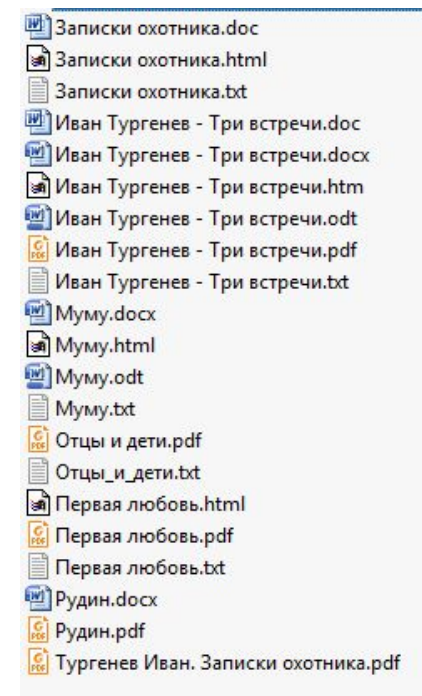 Записки охотника.doc
Записки охотника.html
Записки охотника.txt
Иван Тургенев - Три встречи.doc
Иван Тургенев - Три встречи.docx
Иван Тургенев - Три встречи.htm
Иван Тургенев - Три встречи.odt
Иван Тургенев - Три встречи.pdf
Иван Тургенев - Три встречи.txt
Муму.docx
Муму.html
Муму.odt
Муму.txt
Отцы и дети.pdf
Отцы_и_дети.txt
Первая любовь.html
Первая любовь.pdf
Первая любовь.txt
Рудин.docx
Рудин.pdf
Тургенев Иван. Записки охотника.pdf